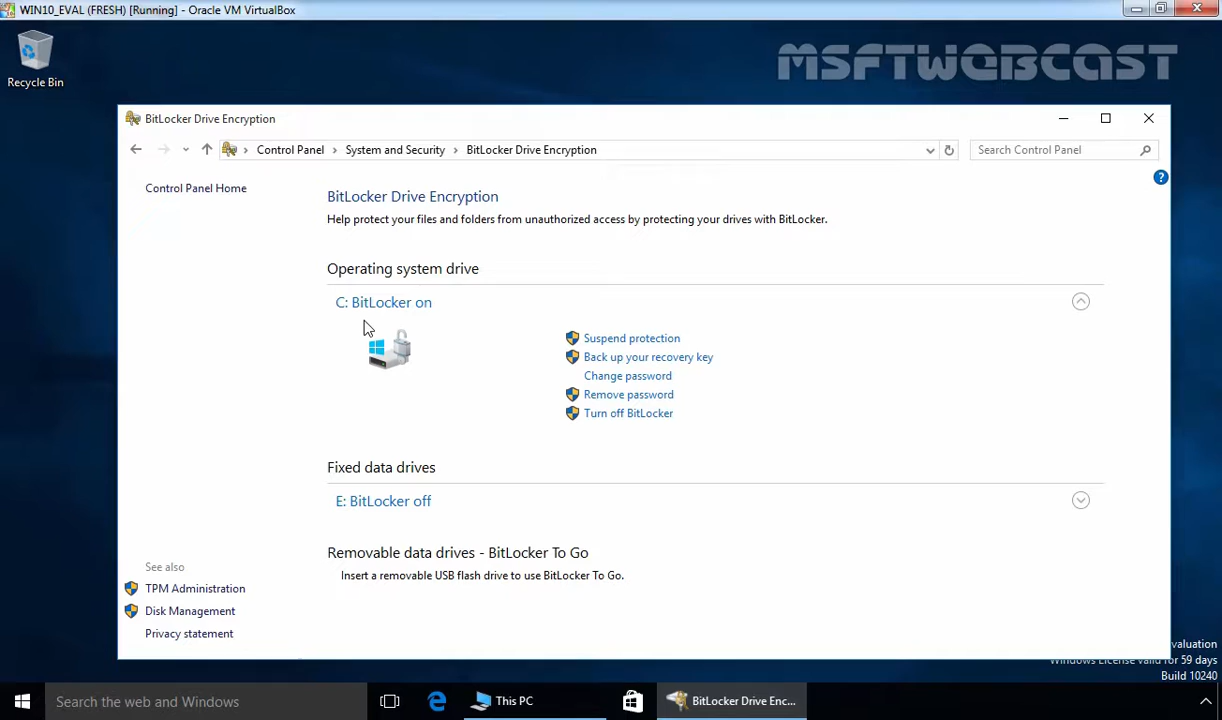 WIN10_EVAL (FRESH) [Running] - Oracle VM VirtualBox
Recycle Bin
MSFTWEBCAST
BitLocker Drive Encryption
Control Panel > System and Security > BitLocker Drive Encryption
Search Control Panel
Control Panel Home
BitLocker Drive Encryption
Help protect your files and folders from unauthorized access by protecting your drives with BitLocker.
Operating system drive
C: BitLocker on
Suspend protection
Back up your recovery key
Change password
Remove password
Turn off BitLocker
Fixed data drives
E: BitLocker off
Removable data drives - BitLocker To Go
Insert a removable USB flash drive to use BitLocker To Go.
See also
TPM Administration
Disk Management
Privacy statement
valuation
Windows License valid for 59 days
Build 10240
Search the web and Windows
This PC
BitLocker Drive Enc...